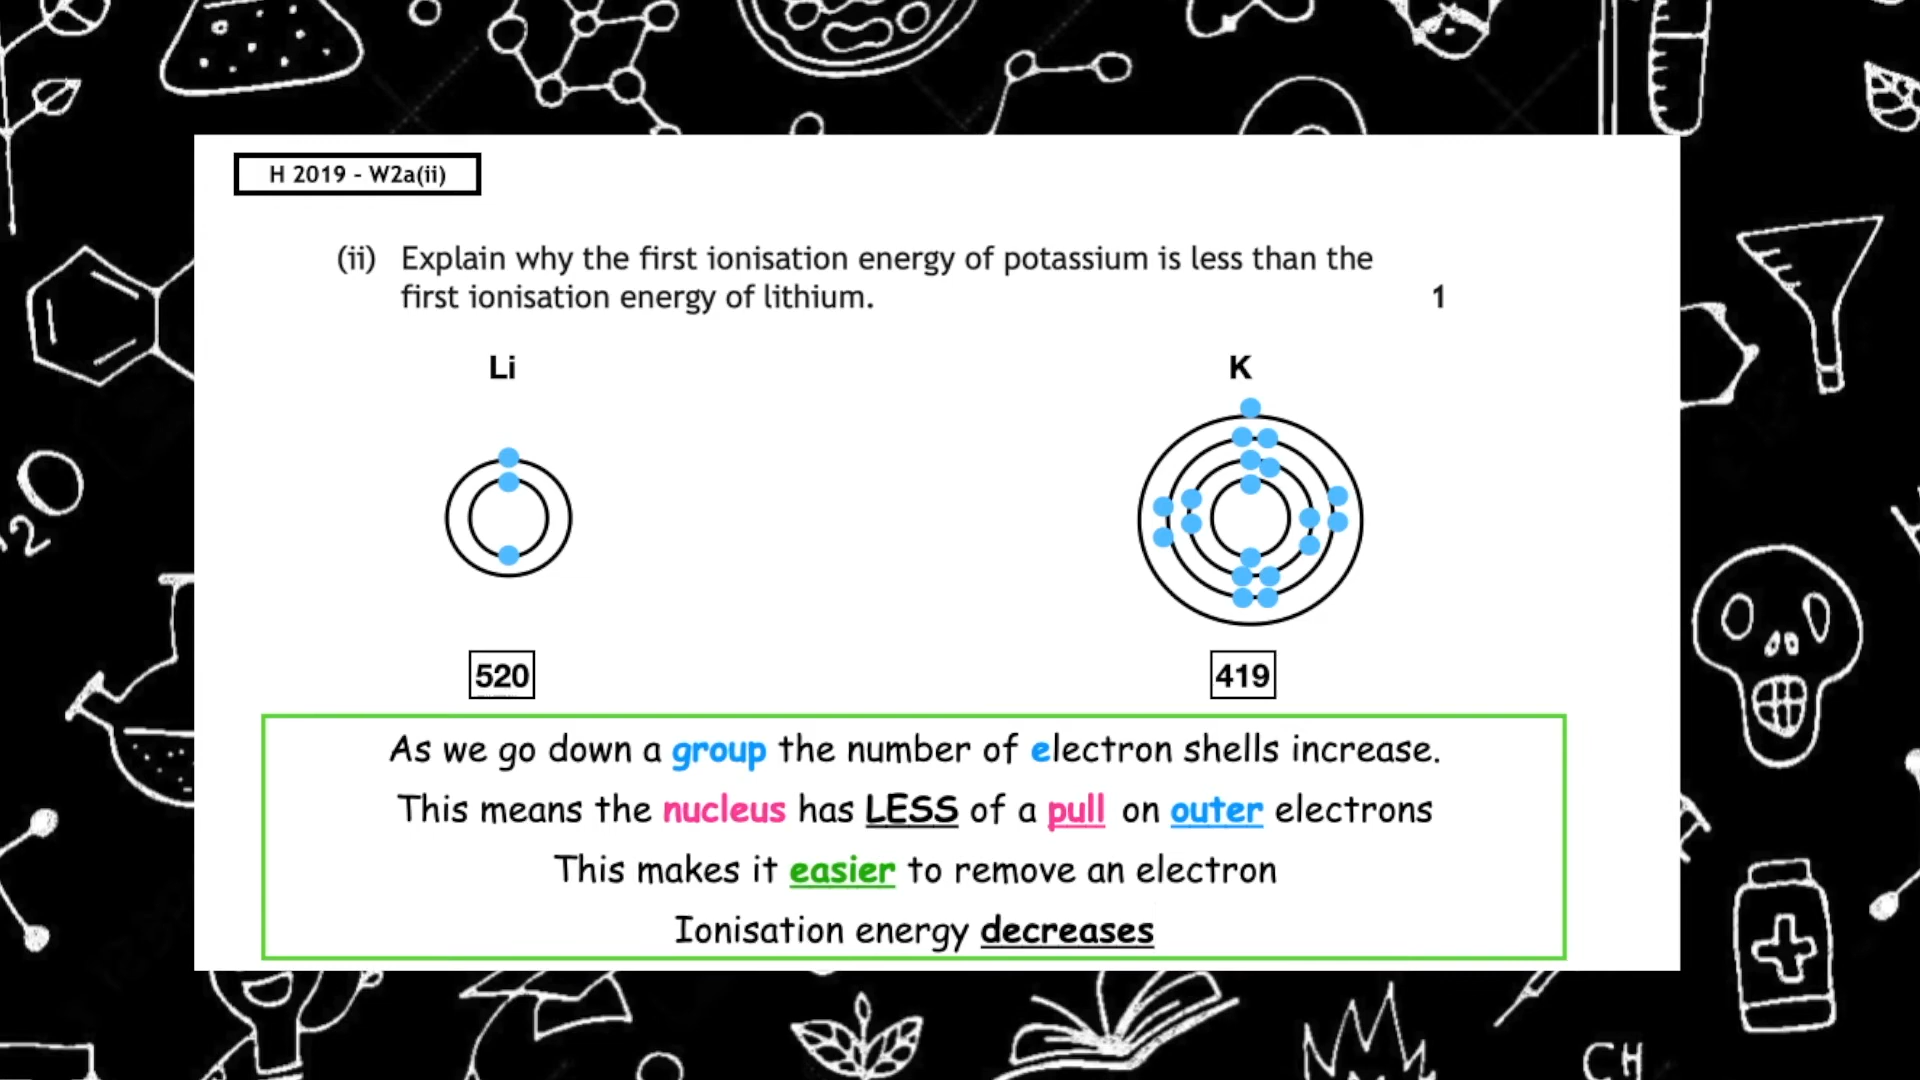 H 2019 - W2a(ii)
(ii) Explain why the first ionisation energy of potassium is less than the
first ionisation energy of lithium. 1
Li K
520 419
As we go down a group the number of electron shells increase.
This means the nucleus has LESS of a pull on outer electrons
This makes it easier to remove an electron
Ionisation energy decreases
2O
CH